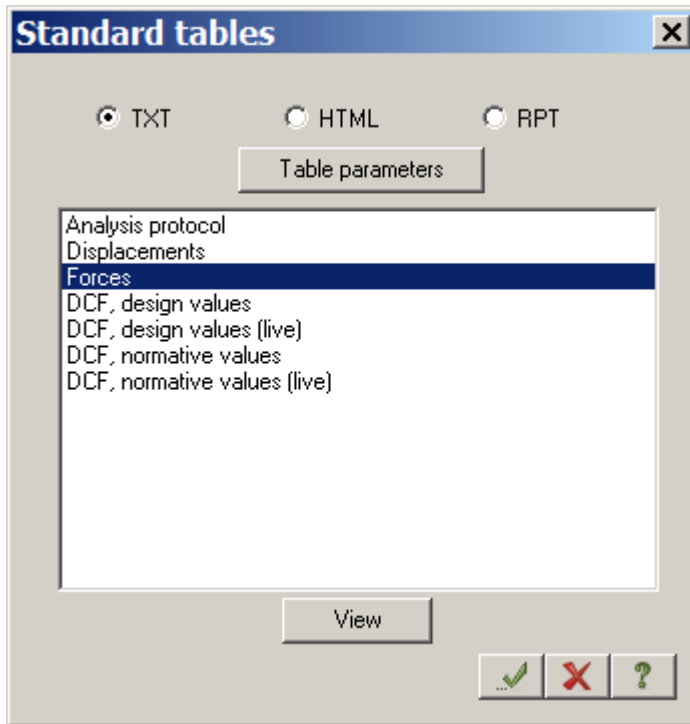 Standard tables
TXT HTML RPT
Table parameters
Analysis protocol
Displacements
Forces
DCF, design values
DCF, design values (live)
DCF, normative values
DCF, normative values (live)
View
?